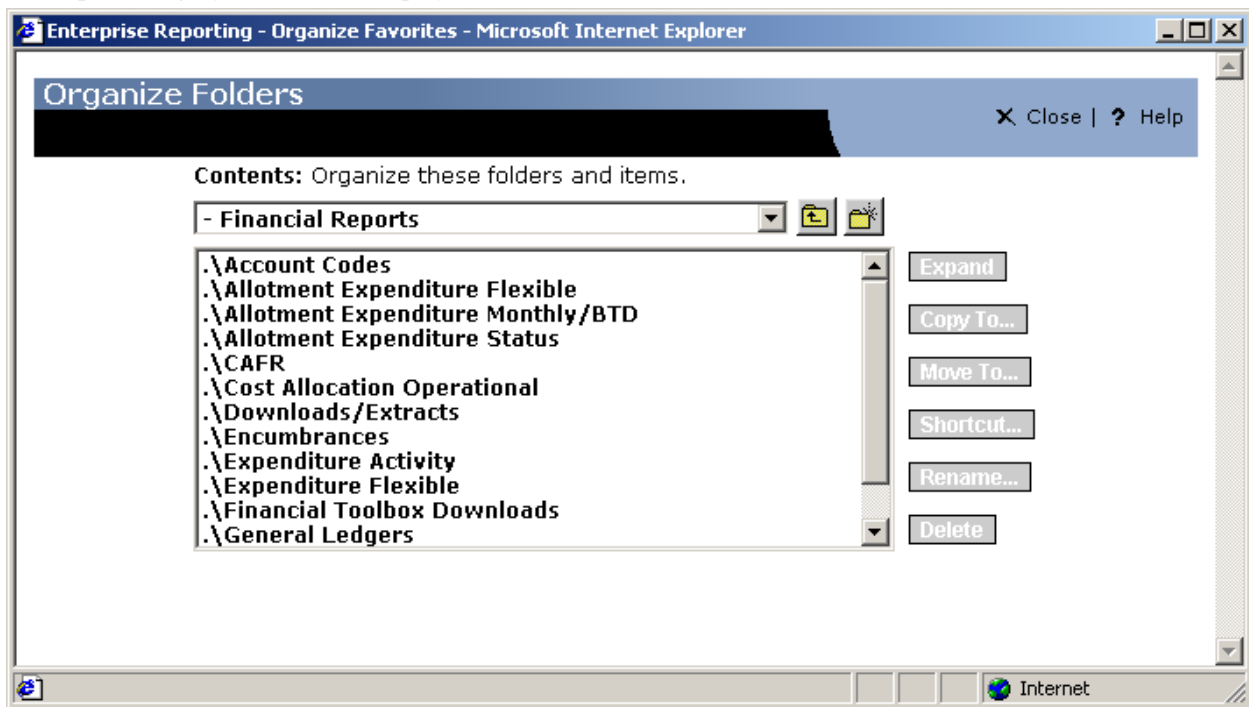 Enterprise Reporting - Organize Favorites - Microsoft Internet Explorer
Organize Folders
Close | ? Help
Contents: Organize these folders and items.
- Financial Reports
.\Account Codes
.\Allotment Expenditure Flexible
.\Allotment Expenditure Monthly/BTD
.\Allotment Expenditure Status
.\CAFR
.\Cost Allocation Operational
.\Downloads/Extracts
.\Encumbrances
.\Expenditure Activity
.\Expenditure Flexible
.\Financial Toolbox Downloads
.\General Ledgers
Expand
Copy To...
Move To...
Shortcut...
Rename...
Delete
Internet